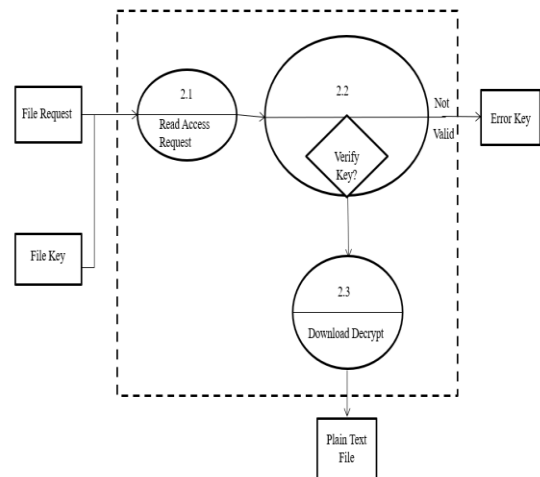 File Request
2.1
Read Access
Request
2.2
Verify
Key?
Not
Valid
Error Key
File Key
2.3
Download Decrypt
Plain Text
File